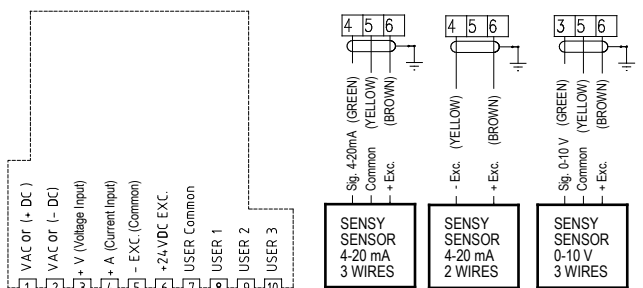 VAC or (+ DC )
VAC or (- DC)
+ V (Voltage Input)
+ A (Current Input)
- EXC. (Common)
+24 VDC EXC.
USER Common
USER 1
USER 2
USER 3
1 2 3 4 5 6 7 8 9 10
4 5 6
Sig. 4-20mA (GREEN)
Common (YELLOW)
+ Exc. (BROWN)
SENSY
SENSOR
4-20 mA
3 WIRES
4 5 6
- Exc. (YELLOW)
+ Exc. (BROWN)
SENSY
SENSOR
4-20 mA
2 WIRES
3 5 6
Sig. 0-10 V (GREEN)
Common (YELLOW)
+ Exc. (BROWN)
SENSY
SENSOR
0-10 V
3 WIRES